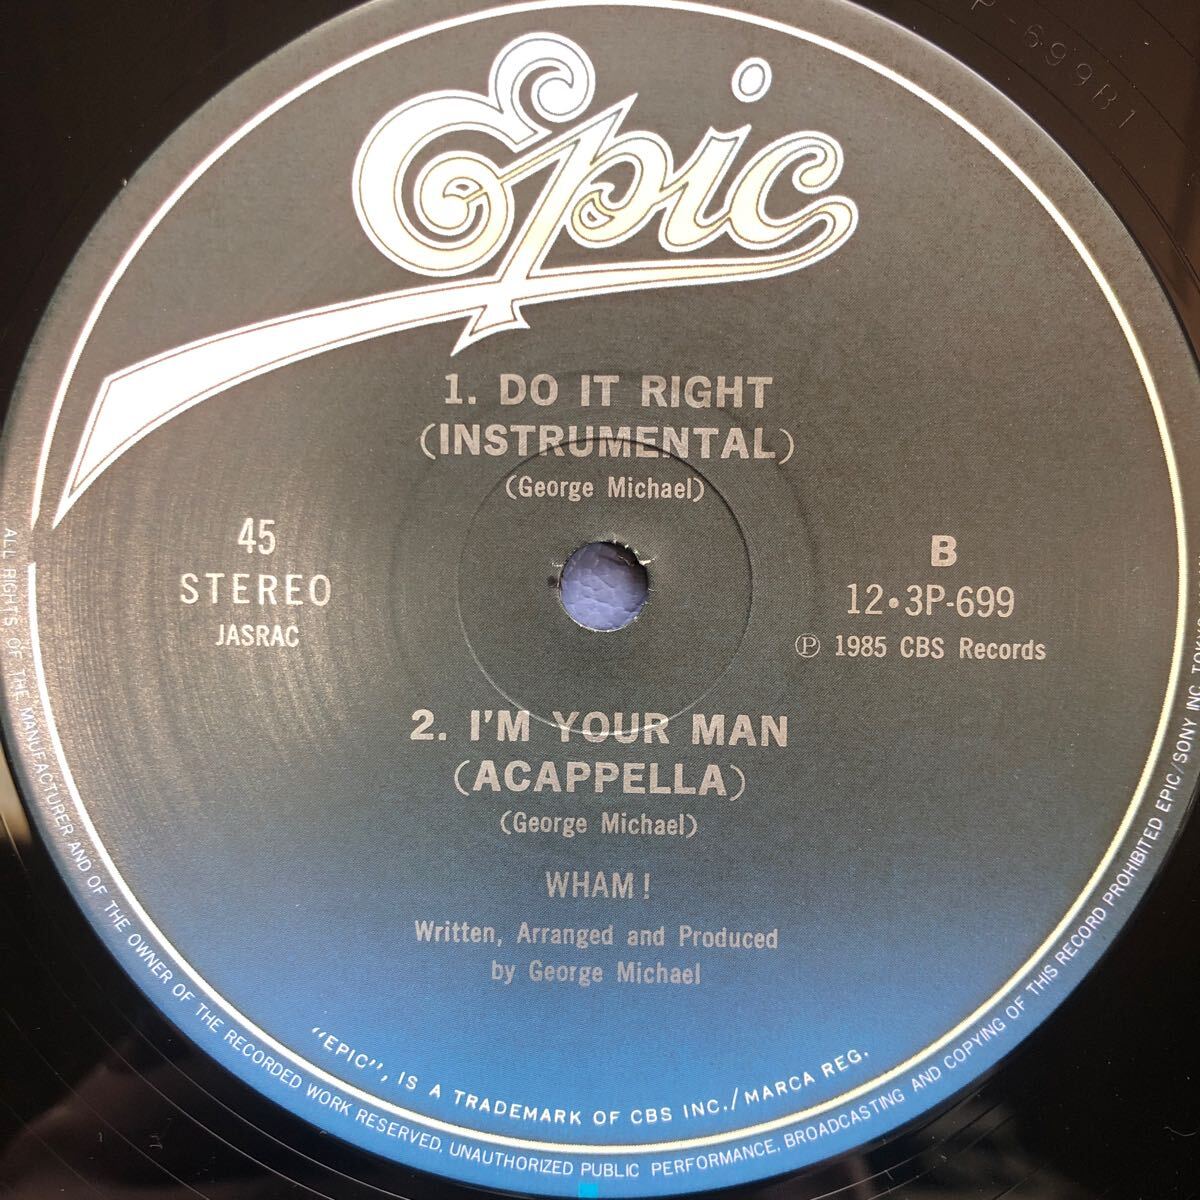 Epic
1. DO IT RIGHT
(INSTRUMENTAL)
(George Michael)
45
STEREO
JASRAC
B
12・3P-699
Ⓟ 1985 CBS Records
2. I'M YOUR MAN
(ACAPPELLA)
(George Michael)
WHAM!
Written, Arranged and Produced
by George Michael
"EPIC", IS A TRADEMARK OF CBS INC./MARCA REG.
ALL RIGHTS OF THE MANUFACTURER AND OF THE OWNER OF THE RECORDED WORK RESERVED, UNAUTHORIZED PUBLIC PERFORMANCE, BROADCASTING AND COPYING OF THIS RECORD PROHIBITED EPIC/SONY INC. TOKYO
P-699B1